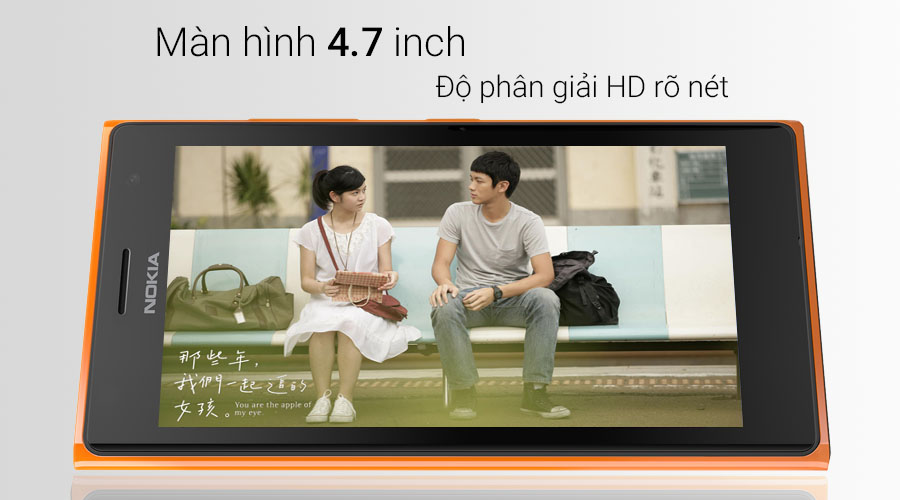 Màn hình 4.7 inch
Độ phân giải HD rõ nét
NOKIA
那些年，
我們一起追的
女孩。You are the apple of
my eye.